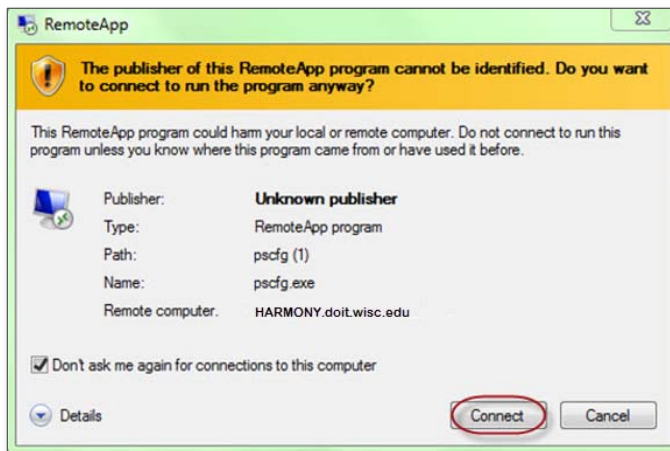 RemoteApp
The publisher of this RemoteApp program cannot be identified. Do you want
to connect to run the program anyway?
This RemoteApp program could harm your local or remote computer. Do not connect to run this
program unless you know where this program came from or have used it before.
Publisher: Unknown publisher
Type: RemoteApp program
Path: pscfg (1)
Name: pscfg.exe
Remote computer. HARMONY.doit.wisc.edu
Don't ask me again for connections to this computer
Details Connect Cancel